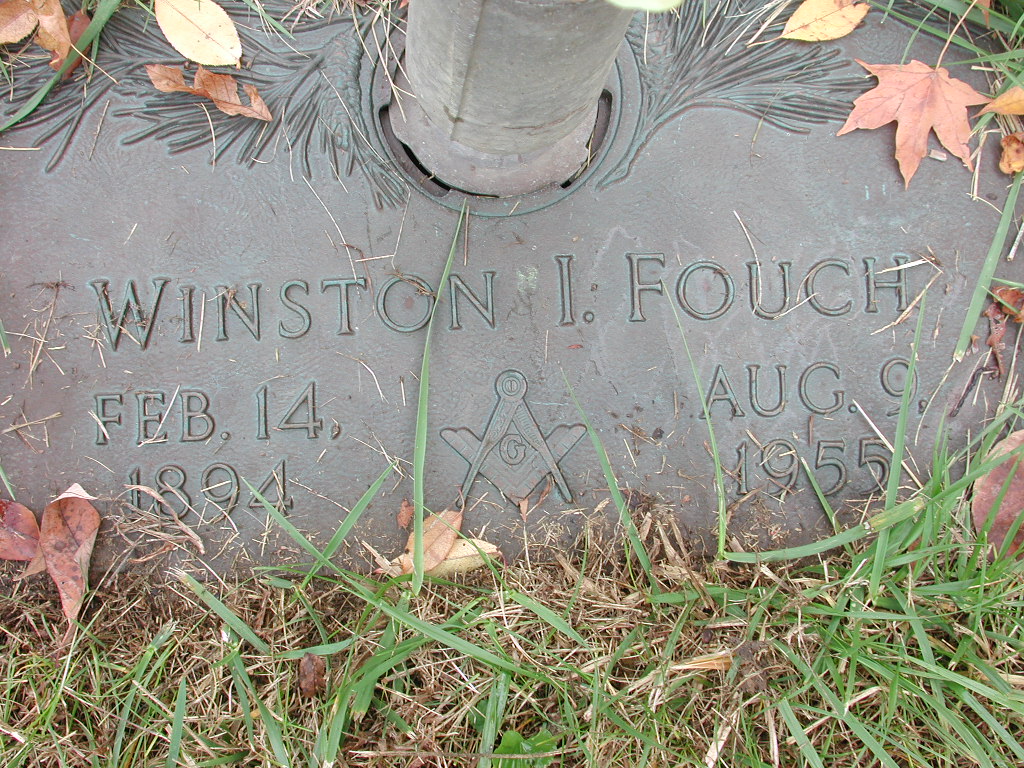 WINSTON I. FOUCH
FEB. 14, AUG. 9,
1894 G 1955